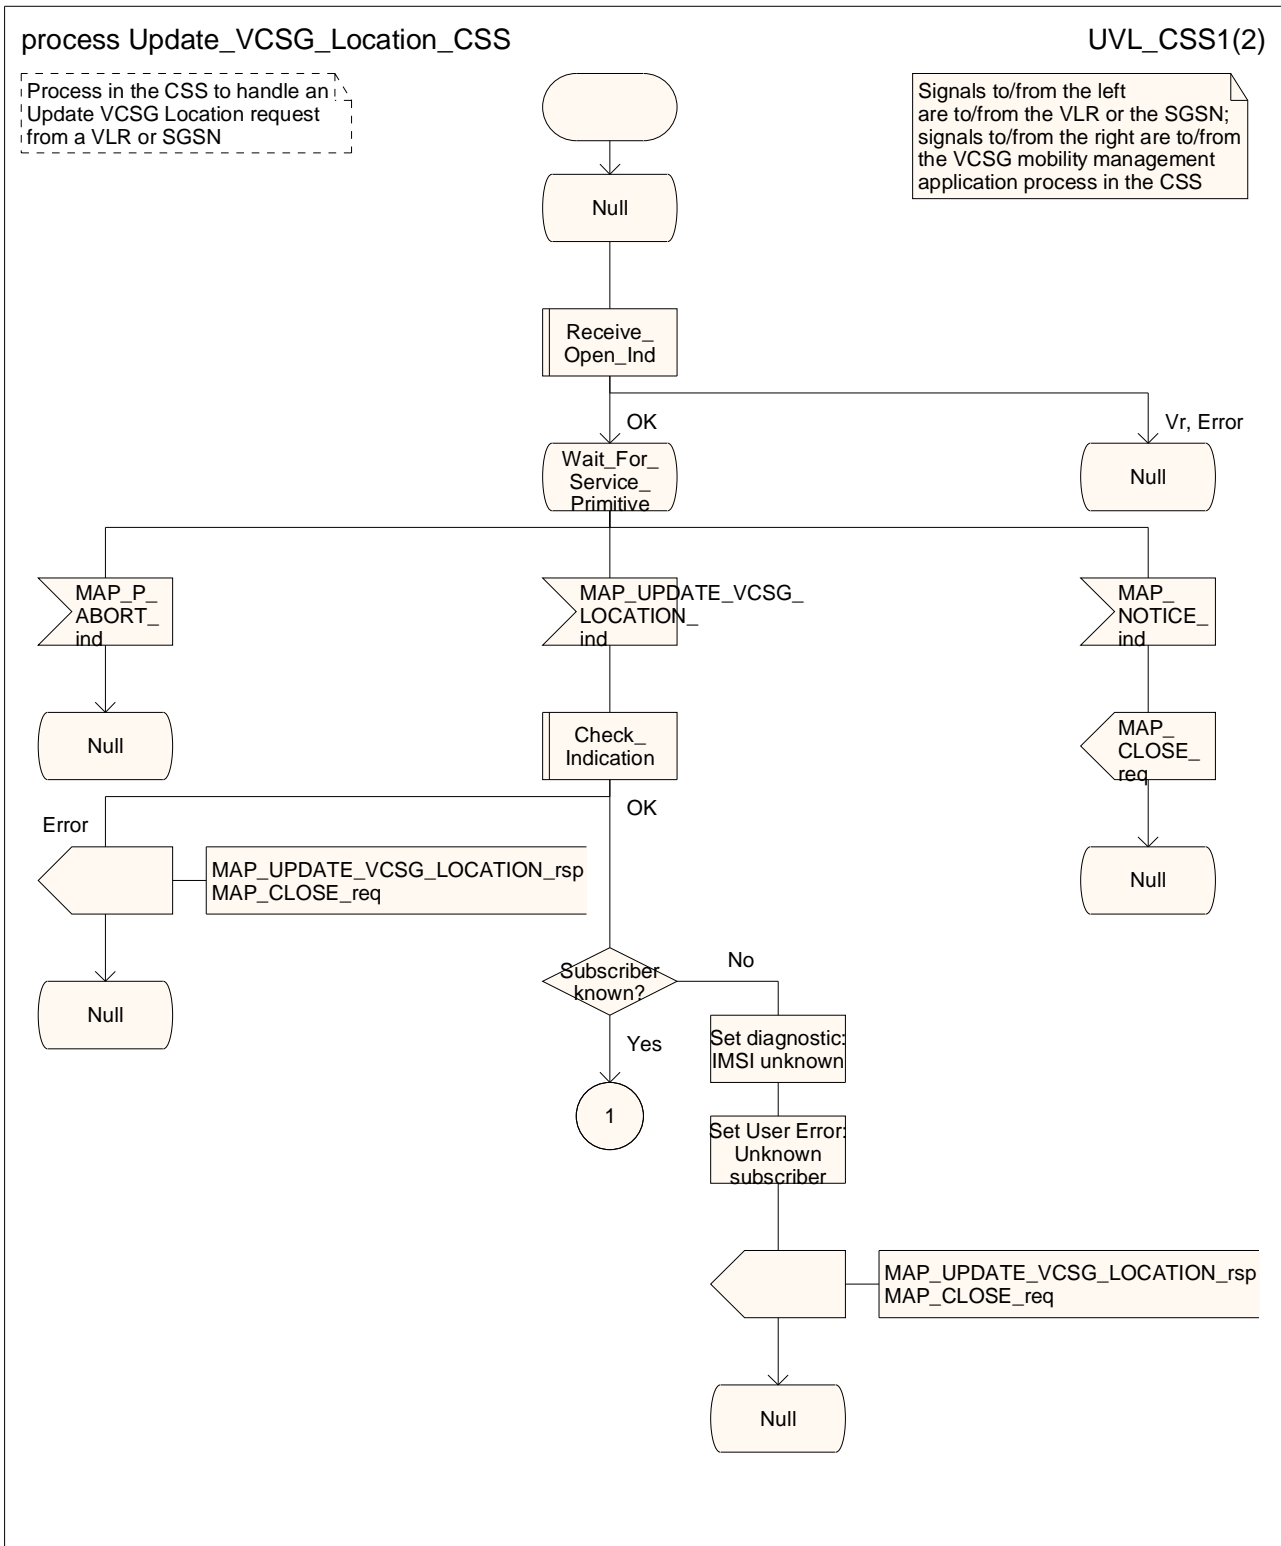 process Update_VCSG_Location_CSS
UVL_CSS1(2)
Process in the CSS to handle an
Update VCSG Location request
from a VLR or SGSN
Signals to/from the left
are to/from the VLR or the SGSN;
signals to/from the right are to/from
the VCSG mobility management
application process in the CSS
Null
Receive_
Open_Ind
OK
Vr, Error
Wait_For_
Service_
Primitive
Null
MAP_P_
ABORT_
ind
MAP_UPDATE_VCSG_
LOCATION_
ind
MAP_
NOTICE_
ind
Null
Check_
Indication
MAP_
CLOSE_
req
OK
Error
MAP_UPDATE_VCSG_LOCATION_rsp
MAP_CLOSE_req
Null
Null
Subscriber
known?
No
Yes
Set diagnostic:
IMSI unknown
1
Set User Error:
Unknown
subscriber
MAP_UPDATE_VCSG_LOCATION_rsp
MAP_CLOSE_req
Null